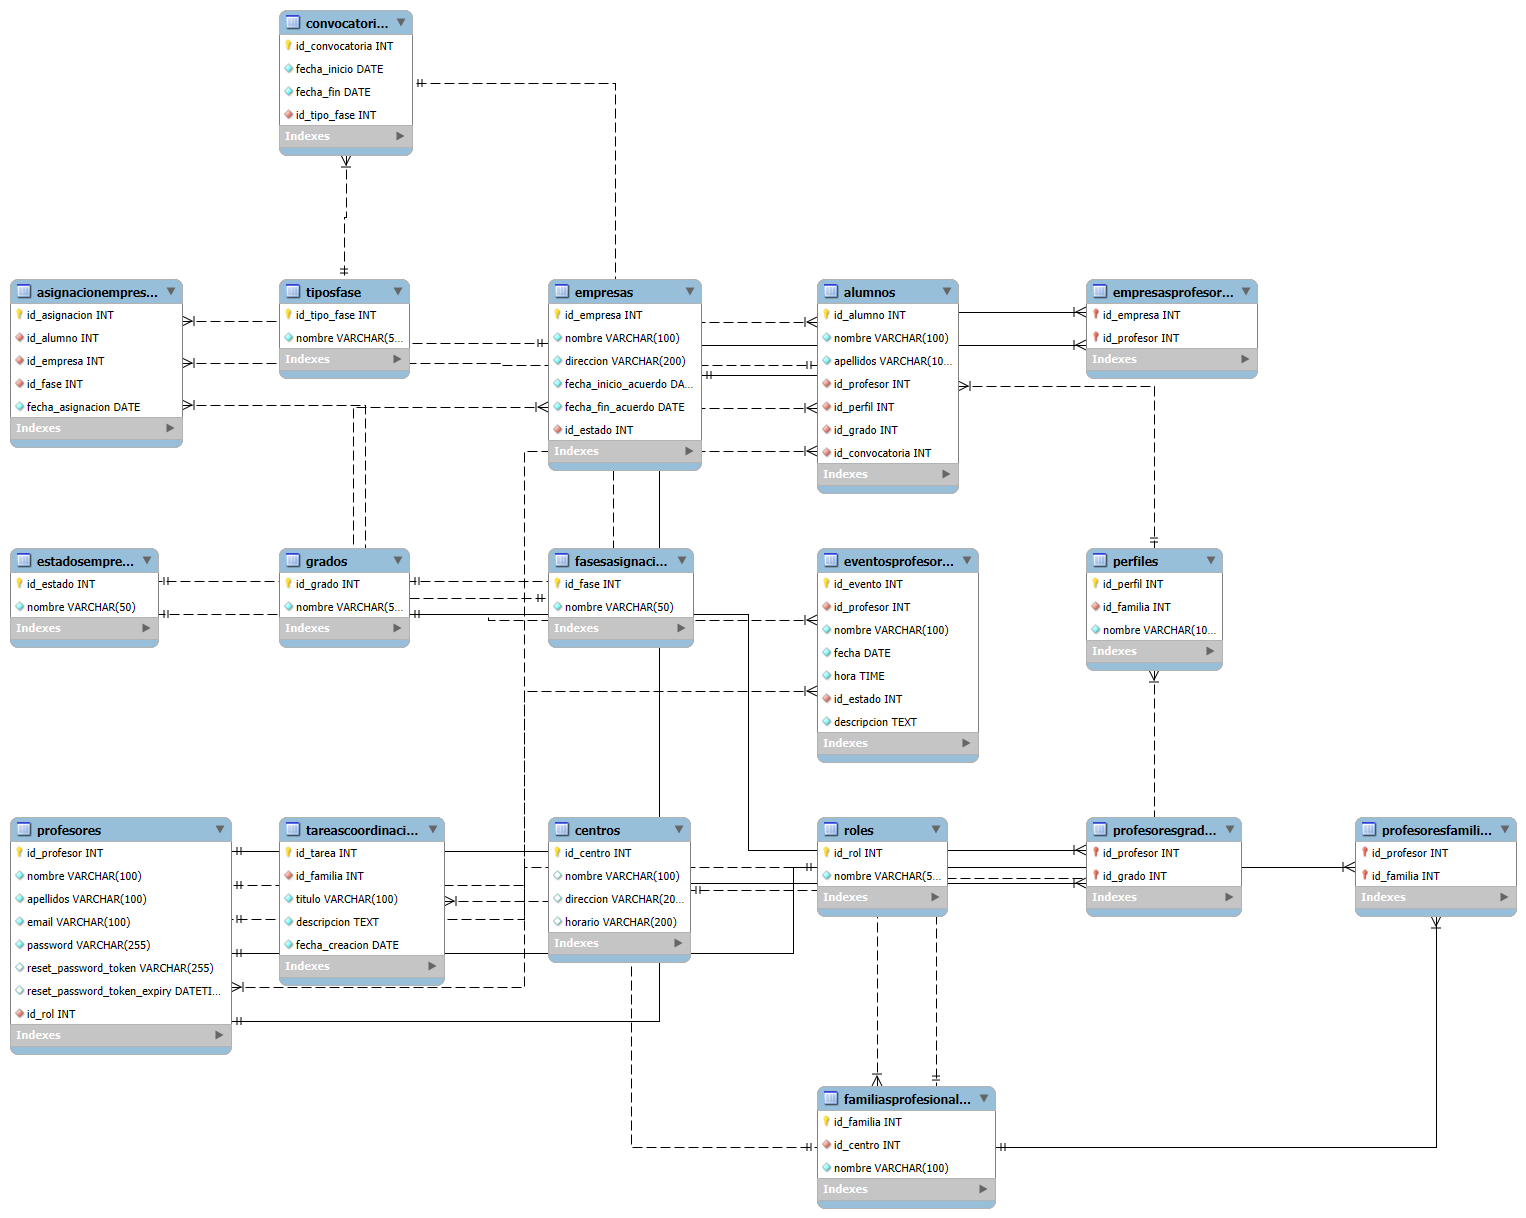 convocatori...
id_convocatoria INT
fecha_inicio DATE
fecha_fin DATE
id_tipo_fase INT
Indexes
asignacionempres...
id_asignacion INT
id_alumno INT
id_empresa INT
id_fase INT
fecha_asignacion DATE
Indexes
tiposfase
id_tipo_fase INT
nombre VARCHAR(5...
Indexes
empresas
id_empresa INT
nombre VARCHAR(100)
direccion VARCHAR(200)
fecha_inicio_acuerdo DA...
fecha_fin_acuerdo DATE
id_estado INT
Indexes
alumnos
id_alumno INT
nombre VARCHAR(100)
apellidos VARCHAR(10...
id_profesor INT
id_perfil INT
id_grado INT
id_convocatoria INT
Indexes
empresasprofesor...
id_empresa INT
id_profesor INT
Indexes
estadosempre...
id_estado INT
nombre VARCHAR(50)
Indexes
grados
id_grado INT
nombre VARCHAR(5...
Indexes
fasesasignaci...
id_fase INT
nombre VARCHAR(50)
Indexes
eventosprofesor...
id_evento INT
id_profesor INT
nombre VARCHAR(100)
fecha DATE
hora TIME
id_estado INT
descripcion TEXT
Indexes
perfiles
id_perfil INT
id_familia INT
nombre VARCHAR(10...
Indexes
profesores
id_profesor INT
nombre VARCHAR(100)
apellidos VARCHAR(100)
email VARCHAR(100)
password VARCHAR(255)
reset_password_token VARCHAR(255)
reset_password_token_expiry DATETI...
id_rol INT
Indexes
tareascoordinaci...
id_tarea INT
id_familia INT
titulo VARCHAR(100)
descripcion TEXT
fecha_creacion DATE
Indexes
centros
id_centro INT
nombre VARCHAR(100)
direccion VARCHAR(20...
horario VARCHAR(200)
Indexes
roles
id_rol INT
nombre VARCHAR(5...
Indexes
profesoresgrad...
id_profesor INT
id_grado INT
Indexes
profesoresfamili...
id_profesor INT
id_familia INT
Indexes
familiasprofesional...
id_familia INT
id_centro INT
nombre VARCHAR(100)
Indexes